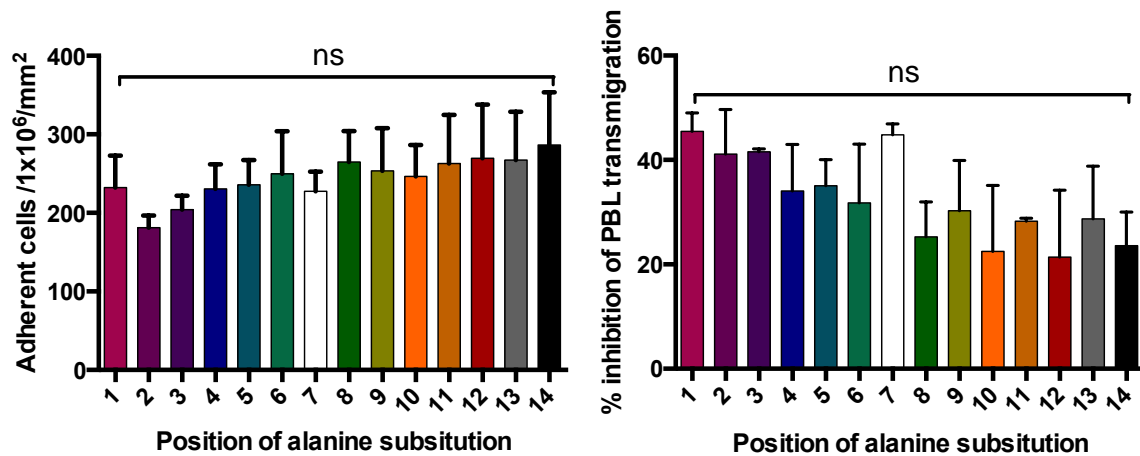 Adherent cells /1x10⁶/mm²
400
300
200
100
0
ns
1 2 3 4 5 6 7 8 9 10 11 12 13 14
Position of alanine subsitution
% inhibition of PBL transmigration
60
40
20
0
ns
1 2 3 4 5 6 7 8 9 10 11 12 13 14
Position of alanine subsitution